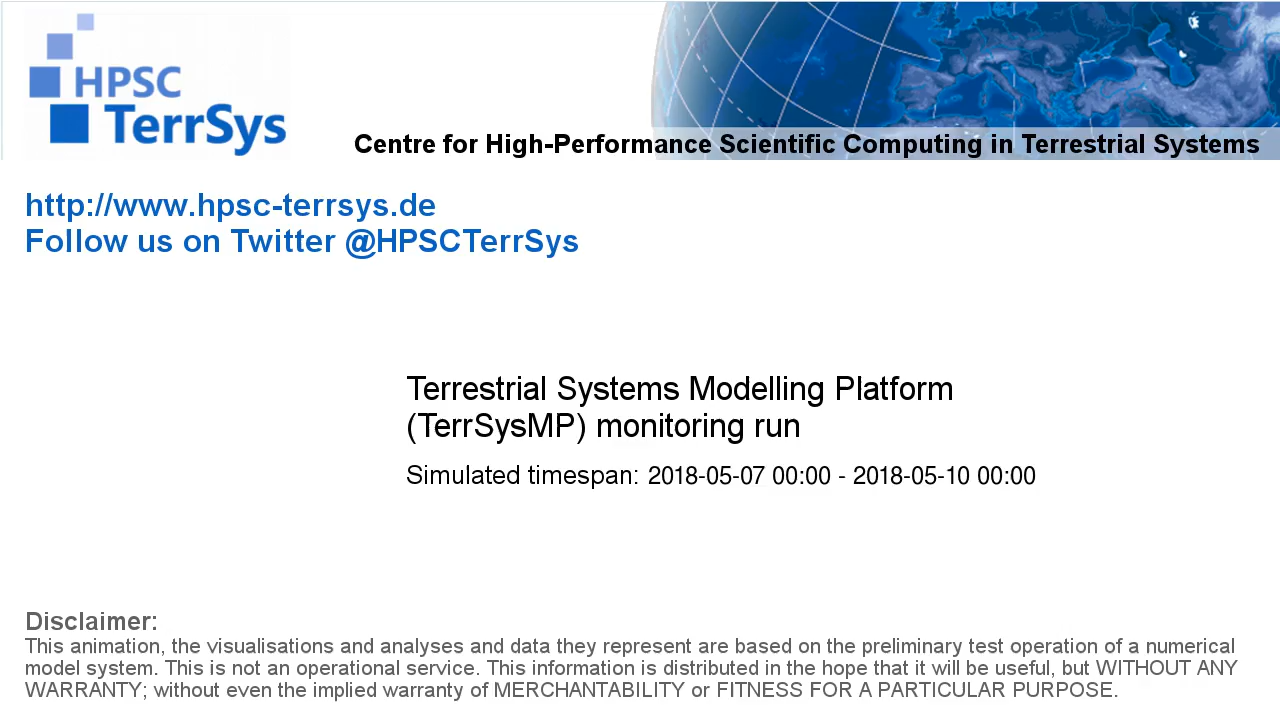 HPSC
TerrSys
Centre for High-Performance Scientific Computing in Terrestrial Systems
http://www.hpsc-terrsys.de
Follow us on Twitter @HPSCTerrSys
Terrestrial Systems Modelling Platform
(TerrSysMP) monitoring run
Simulated timespan: 2018-05-07 00:00 - 2018-05-10 00:00
Disclaimer:
This animation, the visualisations and analyses and data they represent are based on the preliminary test operation of a numerical
model system. This is not an operational service. This information is distributed in the hope that it will be useful, but WITHOUT ANY
WARRANTY; without even the implied warranty of MERCHANTABILITY or FITNESS FOR A PARTICULAR PURPOSE.